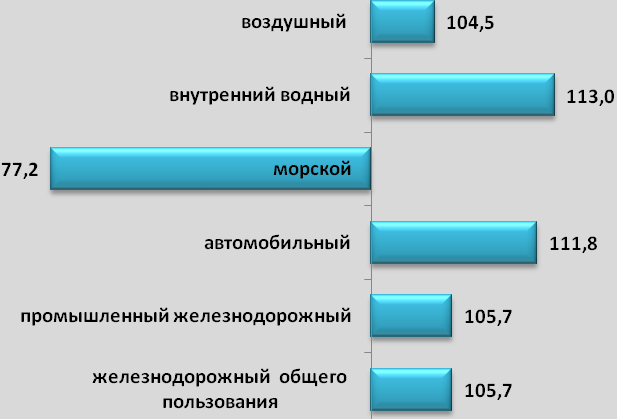 воздушный 104,5
внутренний водный 113,0
77,2 морской
автомобильный 111,8
промышленный железнодорожный 105,7
железнодорожный общего
пользования 105,7